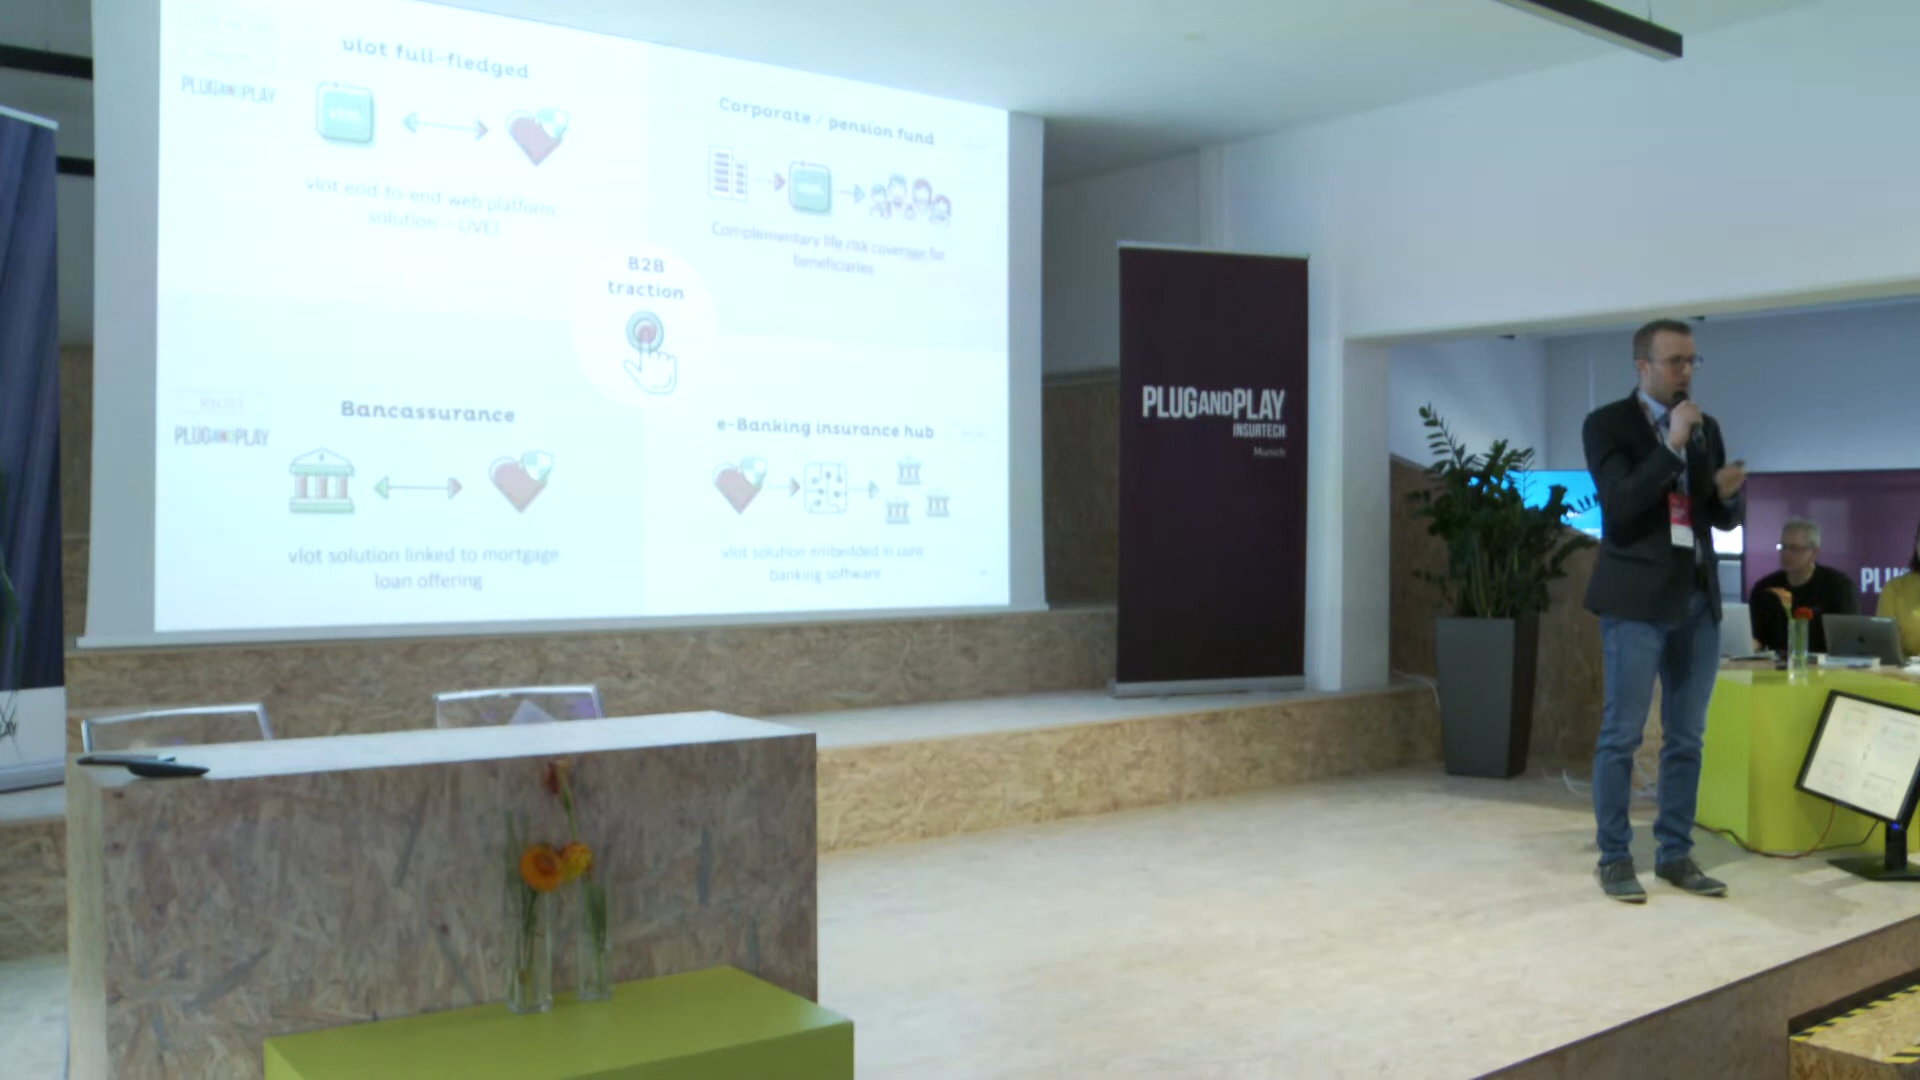 vlot full-fledged
PLUGANDPLAY
vlot end-to-end web platform
solution - LIVE!
Corporate / pension fund
Complementary life risk coverage for
beneficiaries
B2B
traction
PILOT
PLUGANDPLAY
Bancassurance
vlot solution linked to mortgage
loan offering
e-Banking insurance hub
vlot solution embedded in core
banking software
PLUGANDPLAY
INSURTECH
Munich